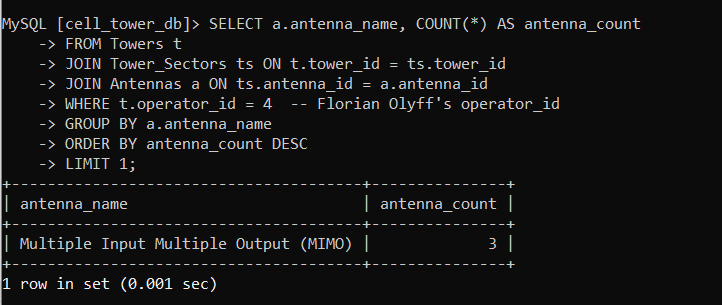 MySQL [cell_tower_db]> SELECT a.antenna_name, COUNT(*) AS antenna_count
    -> FROM Towers t
    -> JOIN Tower_Sectors ts ON t.tower_id = ts.tower_id
    -> JOIN Antennas a ON ts.antenna_id = a.antenna_id
    -> WHERE t.operator_id = 4  -- Florian Olyff's operator_id
    -> GROUP BY a.antenna_name
    -> ORDER BY antenna_count DESC
    -> LIMIT 1;
+-------------------------------------+---------------+
| antenna_name                        | antenna_count |
+-------------------------------------+---------------+
| Multiple Input Multiple Output (MIMO) |             3 |
+-------------------------------------+---------------+
1 row in set (0.001 sec)